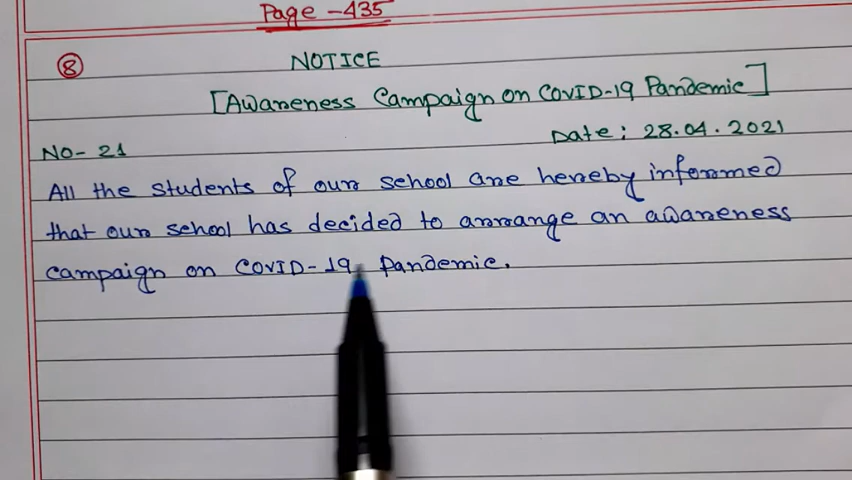 Page -435
8
NOTICE
[Awareness Campaign on COVID-19 Pandemic]
Date: 28.04.2021
NO- 21
All the students of our school are hereby informed
that our school has decided to arrange an awareness
campaign on COVID-19 Pandemic.